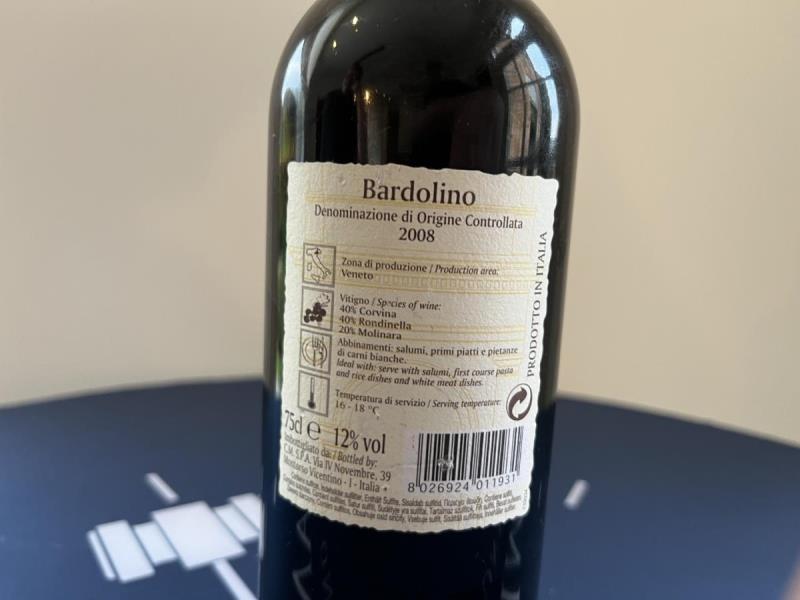 Bardolino
Denominazione di Origine Controllata
2008
Zona di produzione / Production area:
Veneto
Vitigno / Species of wine:
40% Corvina
40% Rondinella
20% Molinara
Abbinamenti: salumi, primi piatti e pietanze
di carni bianche.
Ideal with: serve with salumi, first course pasta
and rice dishes and white meat dishes.
Temperatura di servizio / Serving temperature:
16 - 18 °C
PRODOTTO IN ITALIA
75cl e 12% vol
Imbottigliato da: / Bottled by:
C.M. S.P.A. Via IV Novembre, 39
Vicentino - I - Italia
8 026924 011931